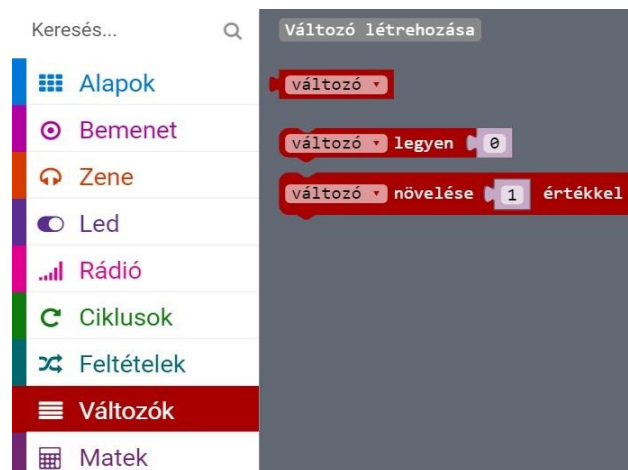 Keresés...
Alapok
Bemenet
Zene
Led
Rádió
Ciklusok
Feltételek
Változók
Matek
Változó létrehozása
változó
változó legyen 0
változó növelése 1 értékkel